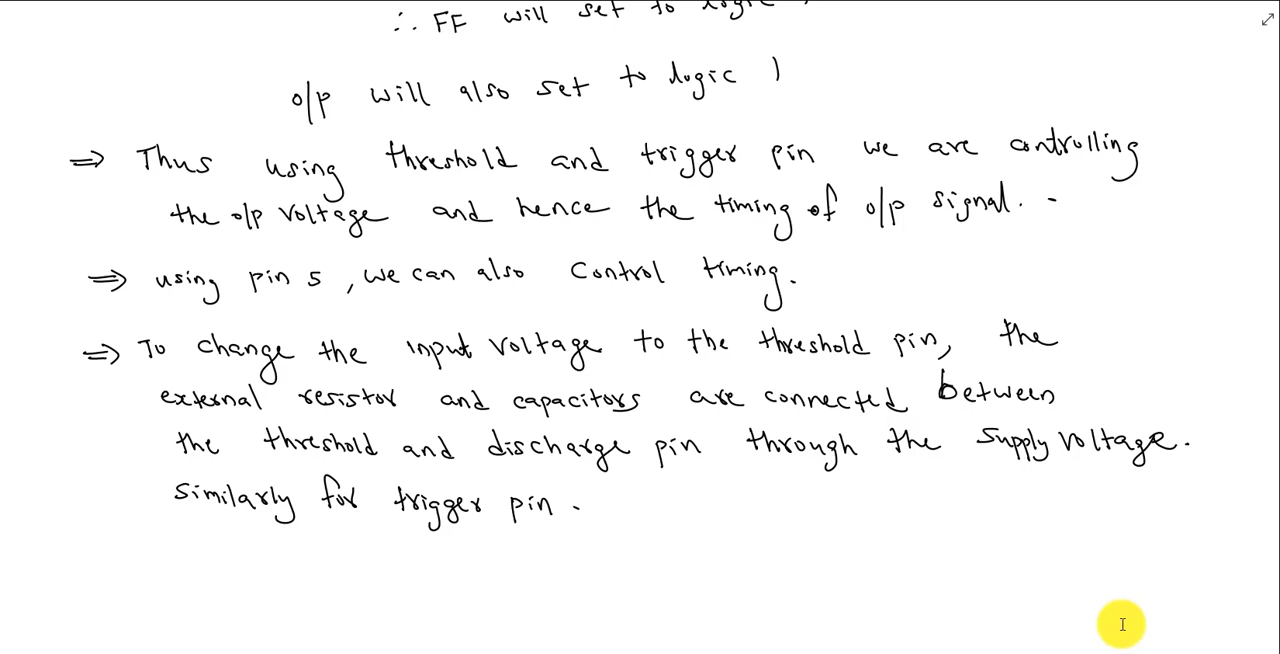 ∴ FF will set to logic
o/p will also set to logic 1
⇒ Thus using threshold and trigger pin we are controlling
the o/p voltage and hence the timing of o/p signal.
⇒ using pin 5, we can also control timing.
⇒ To change the input voltage to the threshold pin, the
external resistor and capacitors are connected between
the threshold and discharge pin through the supply voltage.
similarly for trigger pin.